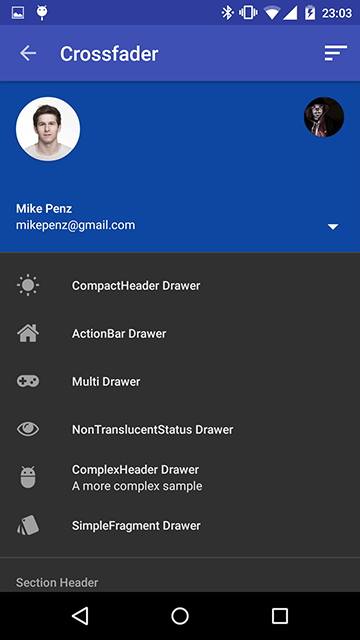 23:03
Crossfader
Mike Penz
mikepenz@gmail.com
CompactHeader Drawer
ActionBar Drawer
Multi Drawer
NonTranslucentStatus Drawer
ComplexHeader Drawer
A more complex sample
SimpleFragment Drawer
Section Header